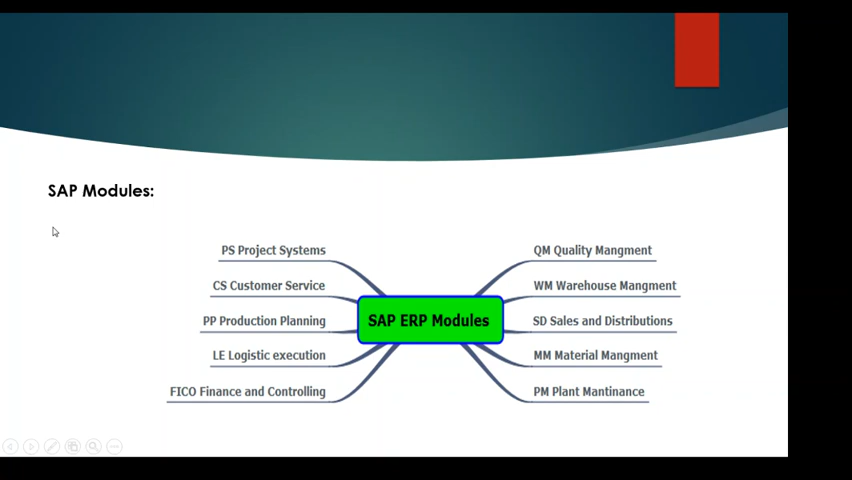 SAP Modules:
PS Project Systems
CS Customer Service
PP Production Planning
LE Logistic execution
FICO Finance and Controlling
SAP ERP Modules
QM Quality Mangment
WM Warehouse Mangment
SD Sales and Distributions
MM Material Mangment
PM Plant Mantinance